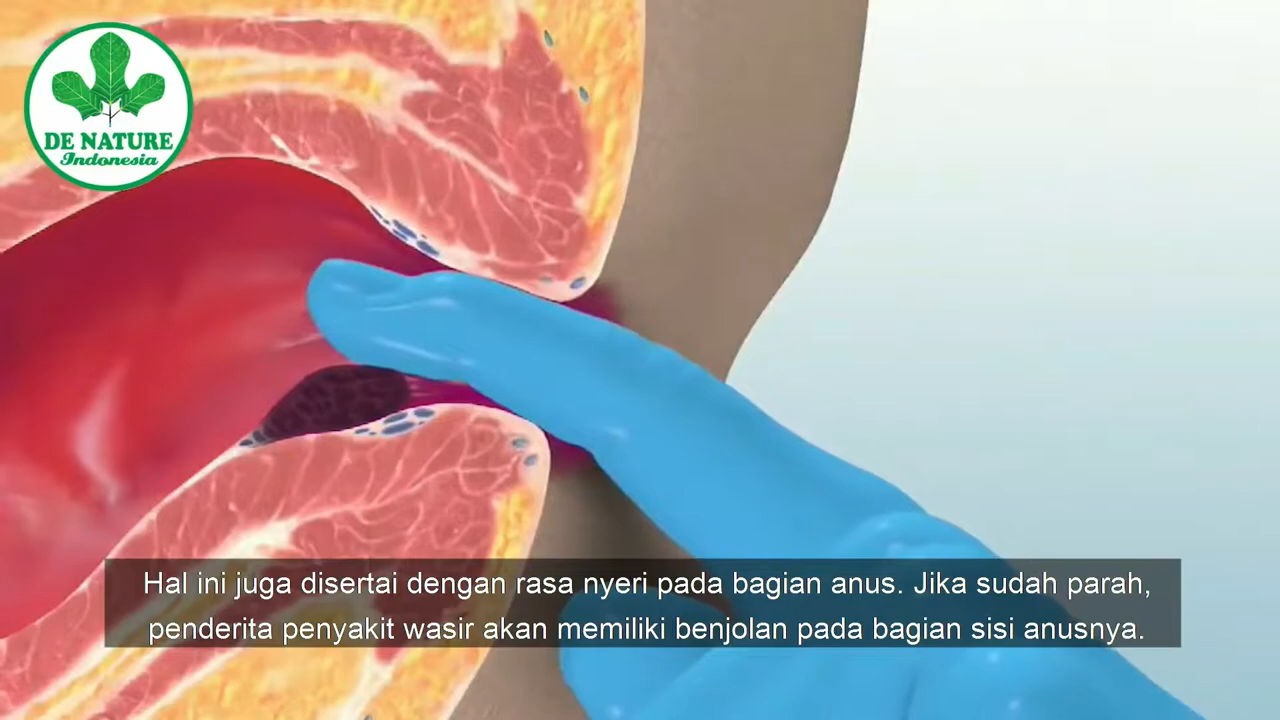 DE NATURE
Indonesia
Hal ini juga disertai dengan rasa nyeri pada bagian anus. Jika sudah parah,
penderita penyakit wasir akan memiliki benjolan pada bagian sisi anusnya.